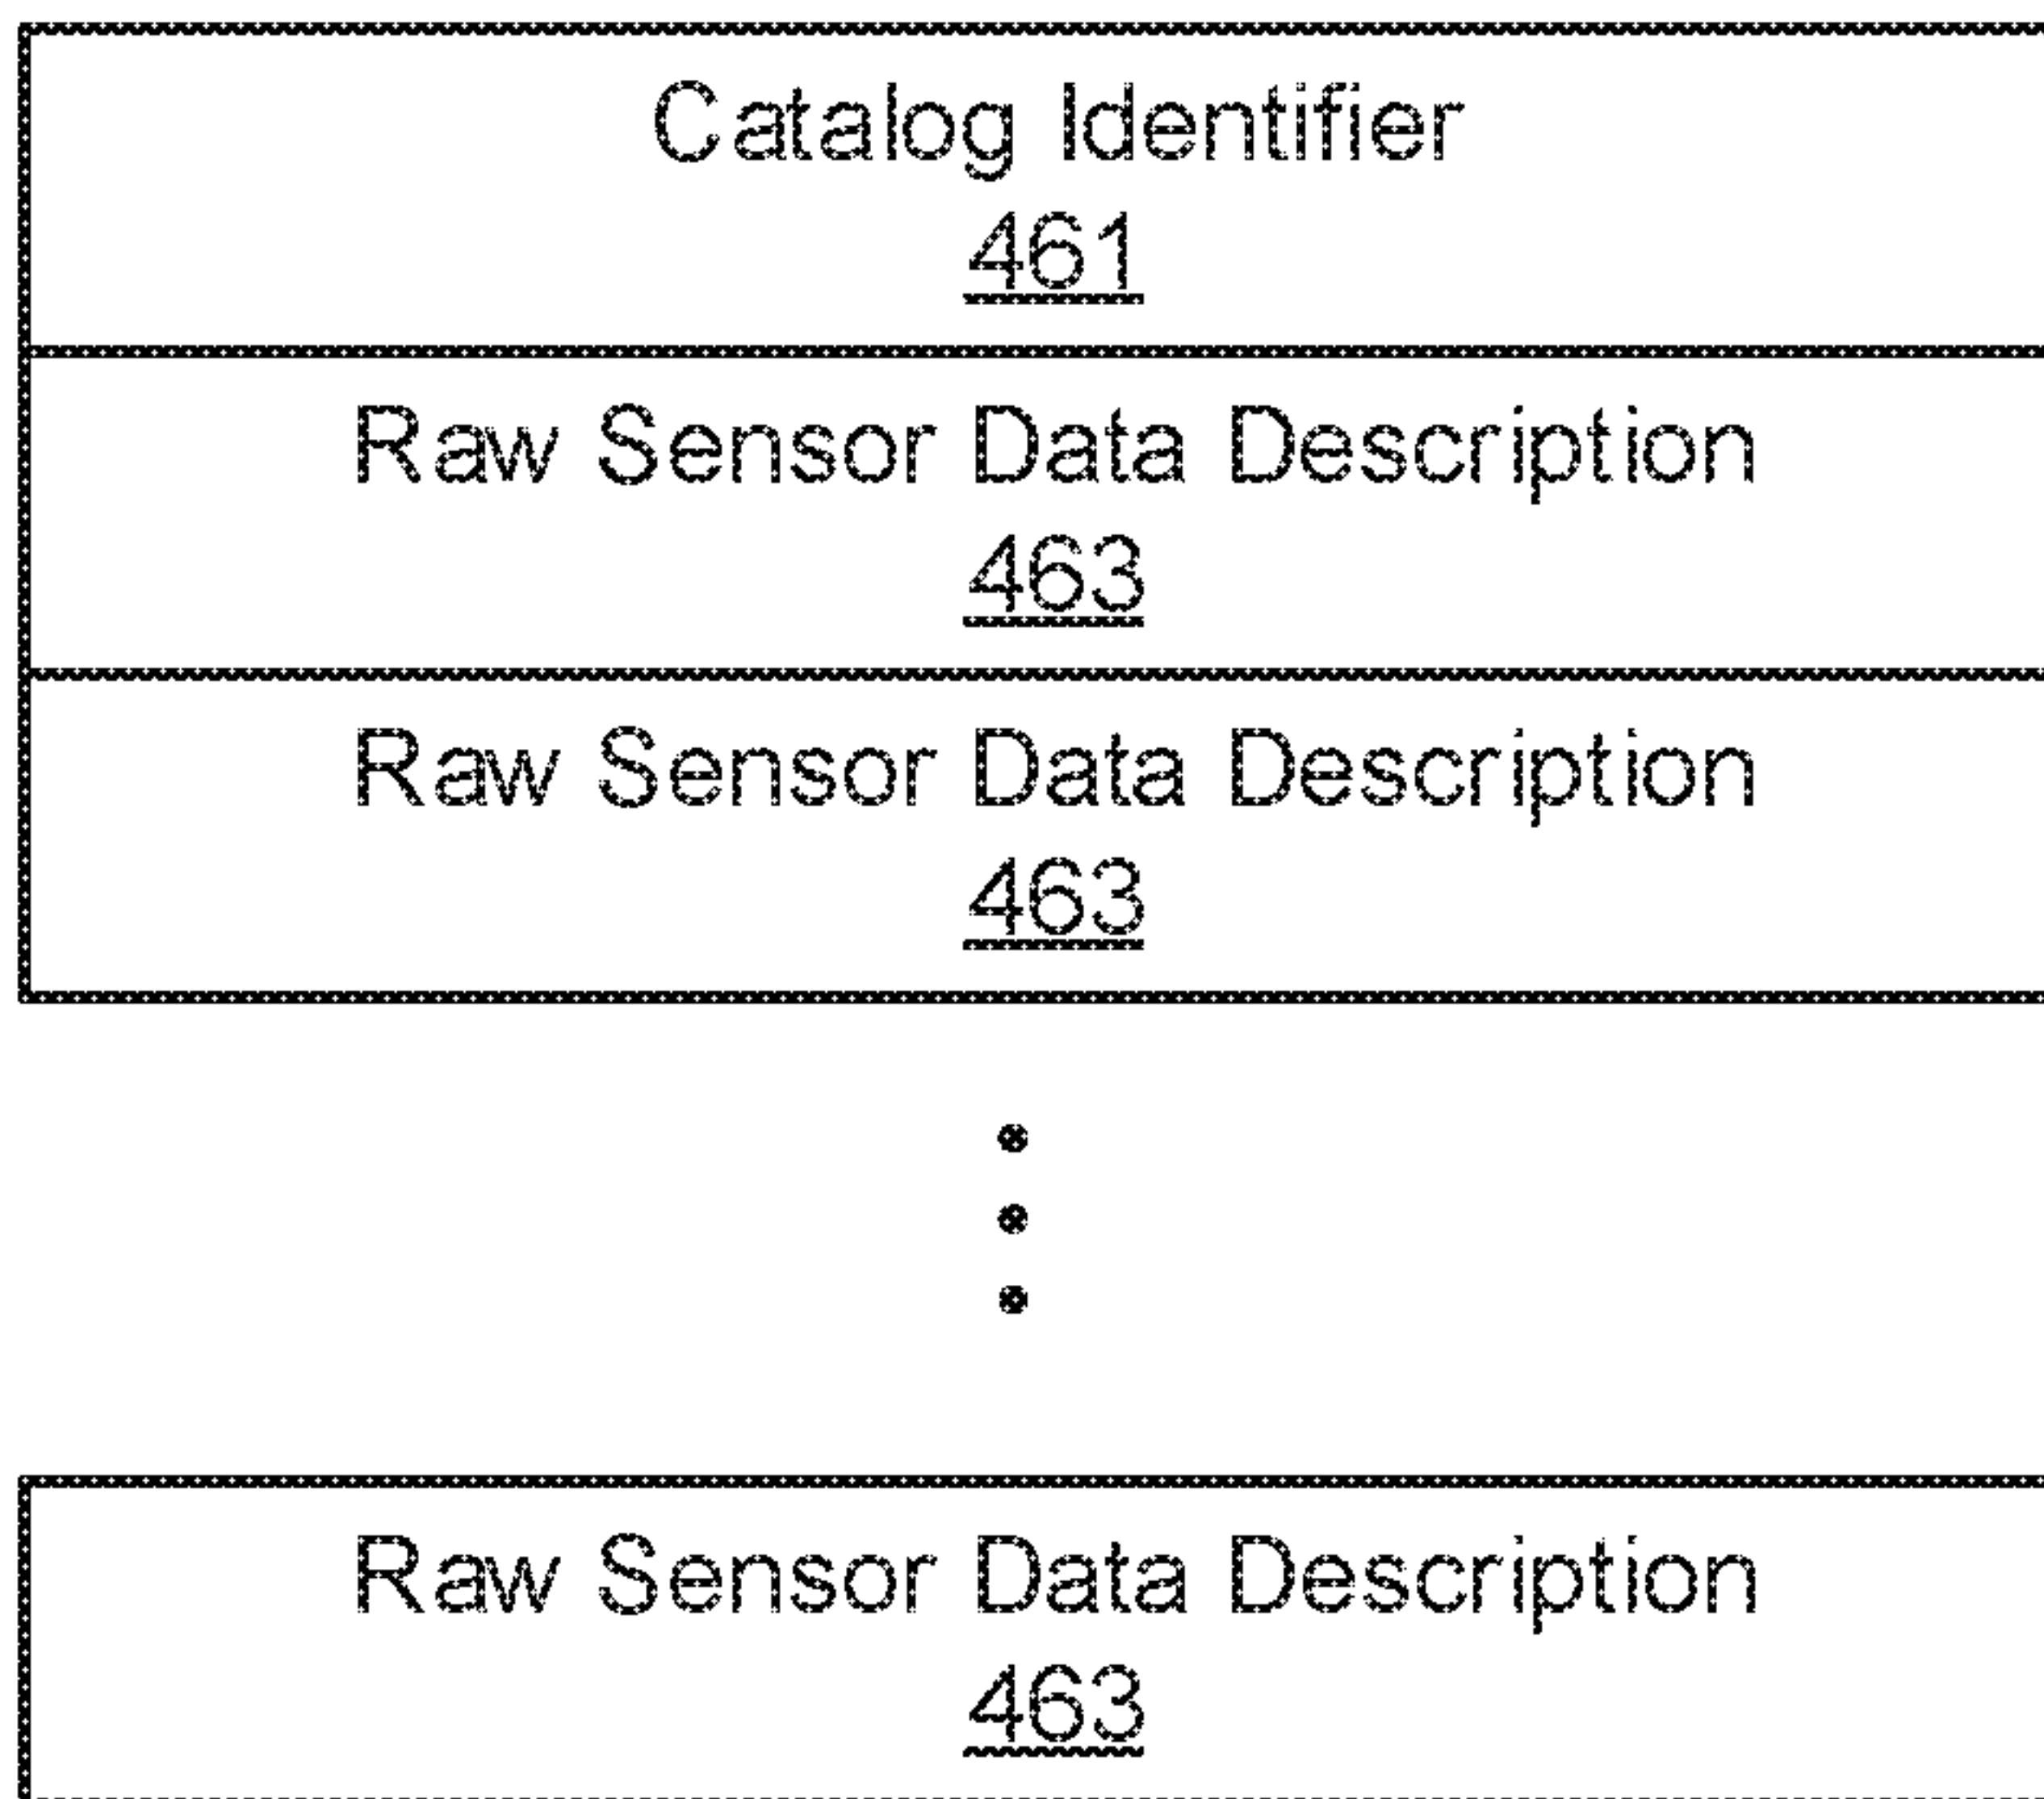 Catalog Identifier
461
Raw Sensor Data Description
463
Raw Sensor Data Description
463
Raw Sensor Data Description
463